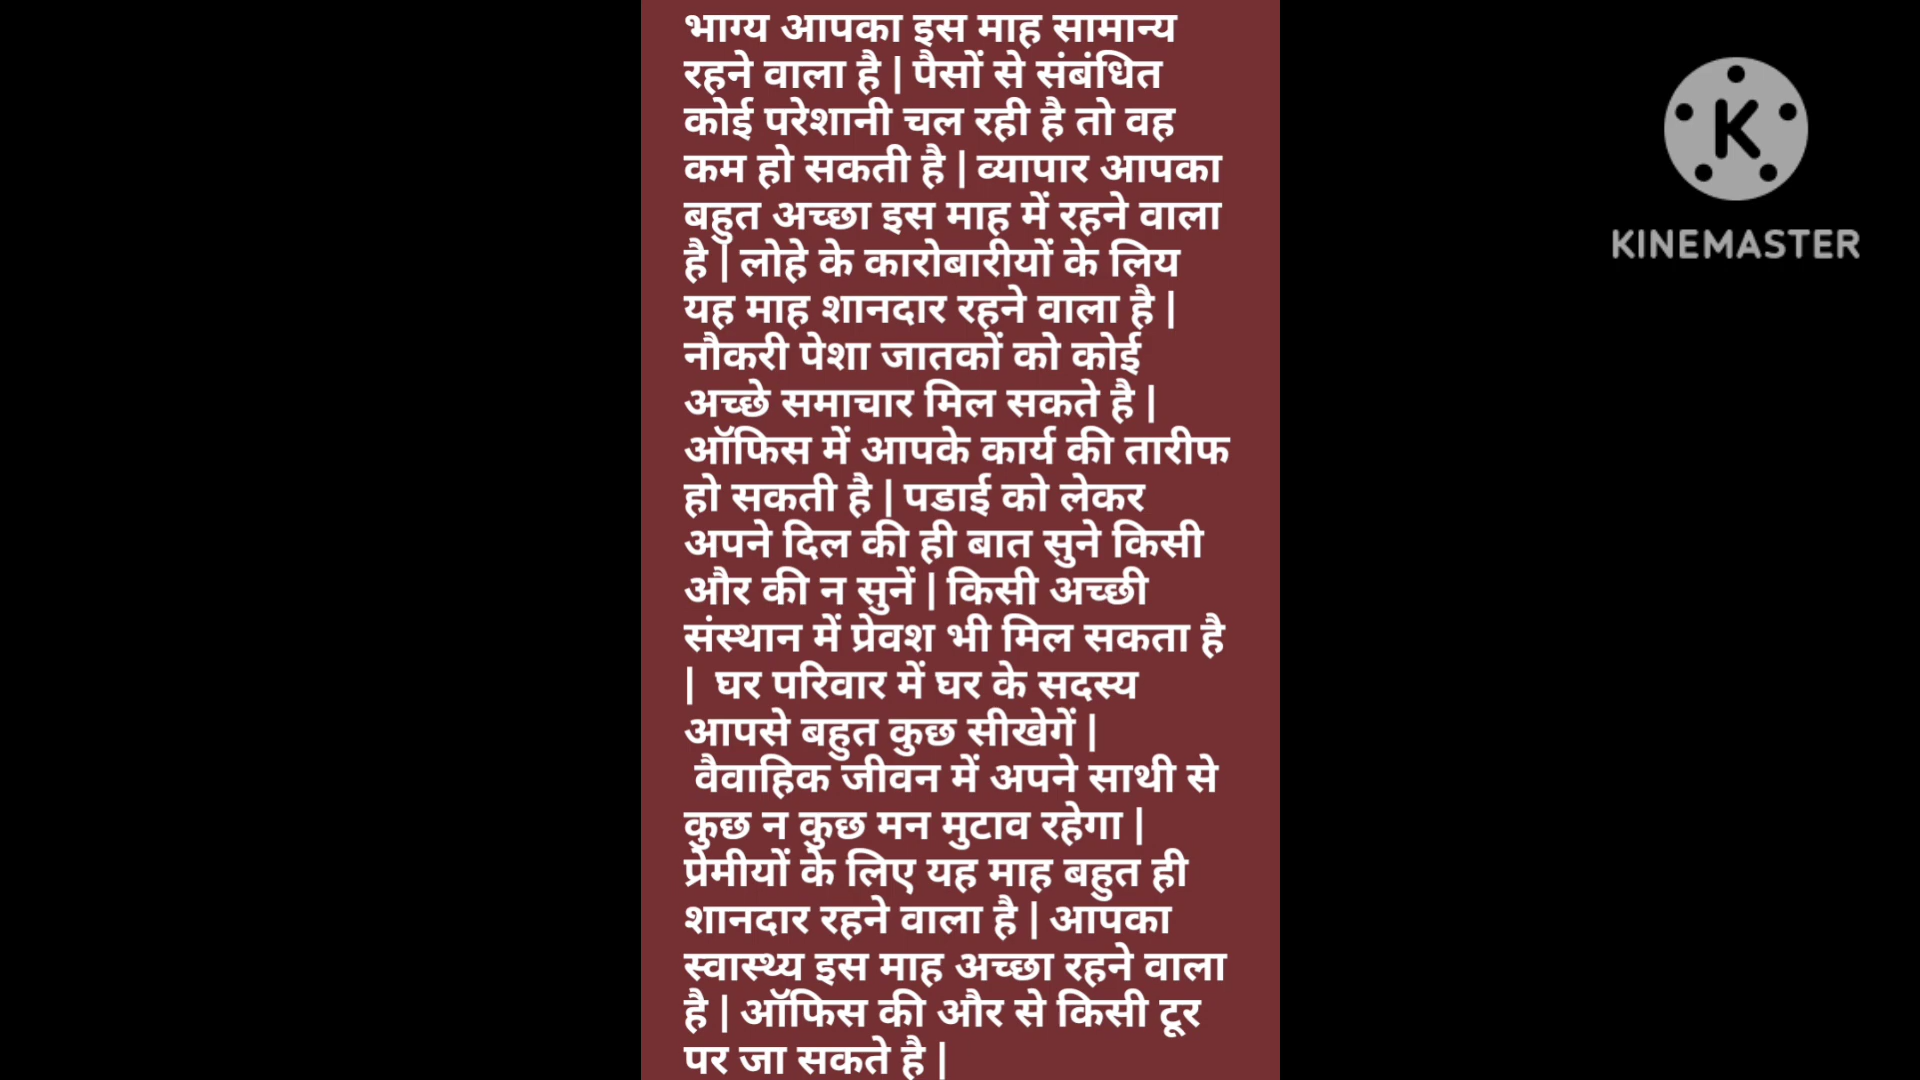 भाग्य आपका इस माह सामान्य
रहने वाला है | पैसों से संबंधित
कोई परेशानी चल रही है तो वह
कम हो सकती है | व्यापार आपका
बहुत अच्छा इस माह में रहने वाला
है | लोहे के कारोबारीयों के लिय
यह माह शानदार रहने वाला है |
नौकरी पेशा जातकों को कोई
अच्छे समाचार मिल सकते है |
ऑफिस में आपके कार्य की तारीफ
हो सकती है | पडाई को लेकर
अपने दिल की ही बात सुने किसी
और की न सुनें | किसी अच्छी
संस्थान में प्रेवश भी मिल सकता है
| घर परिवार में घर के सदस्य
आपसे बहुत कुछ सीखेगें |
वैवाहिक जीवन में अपने साथी से
कुछ न कुछ मन मुटाव रहेगा |
प्रेमीयों के लिए यह माह बहुत ही
शानदार रहने वाला है | आपका
स्वास्थ्य इस माह अच्छा रहने वाला
है | ऑफिस की और से किसी टूर
पर जा सकते है |
K
KINEMASTER